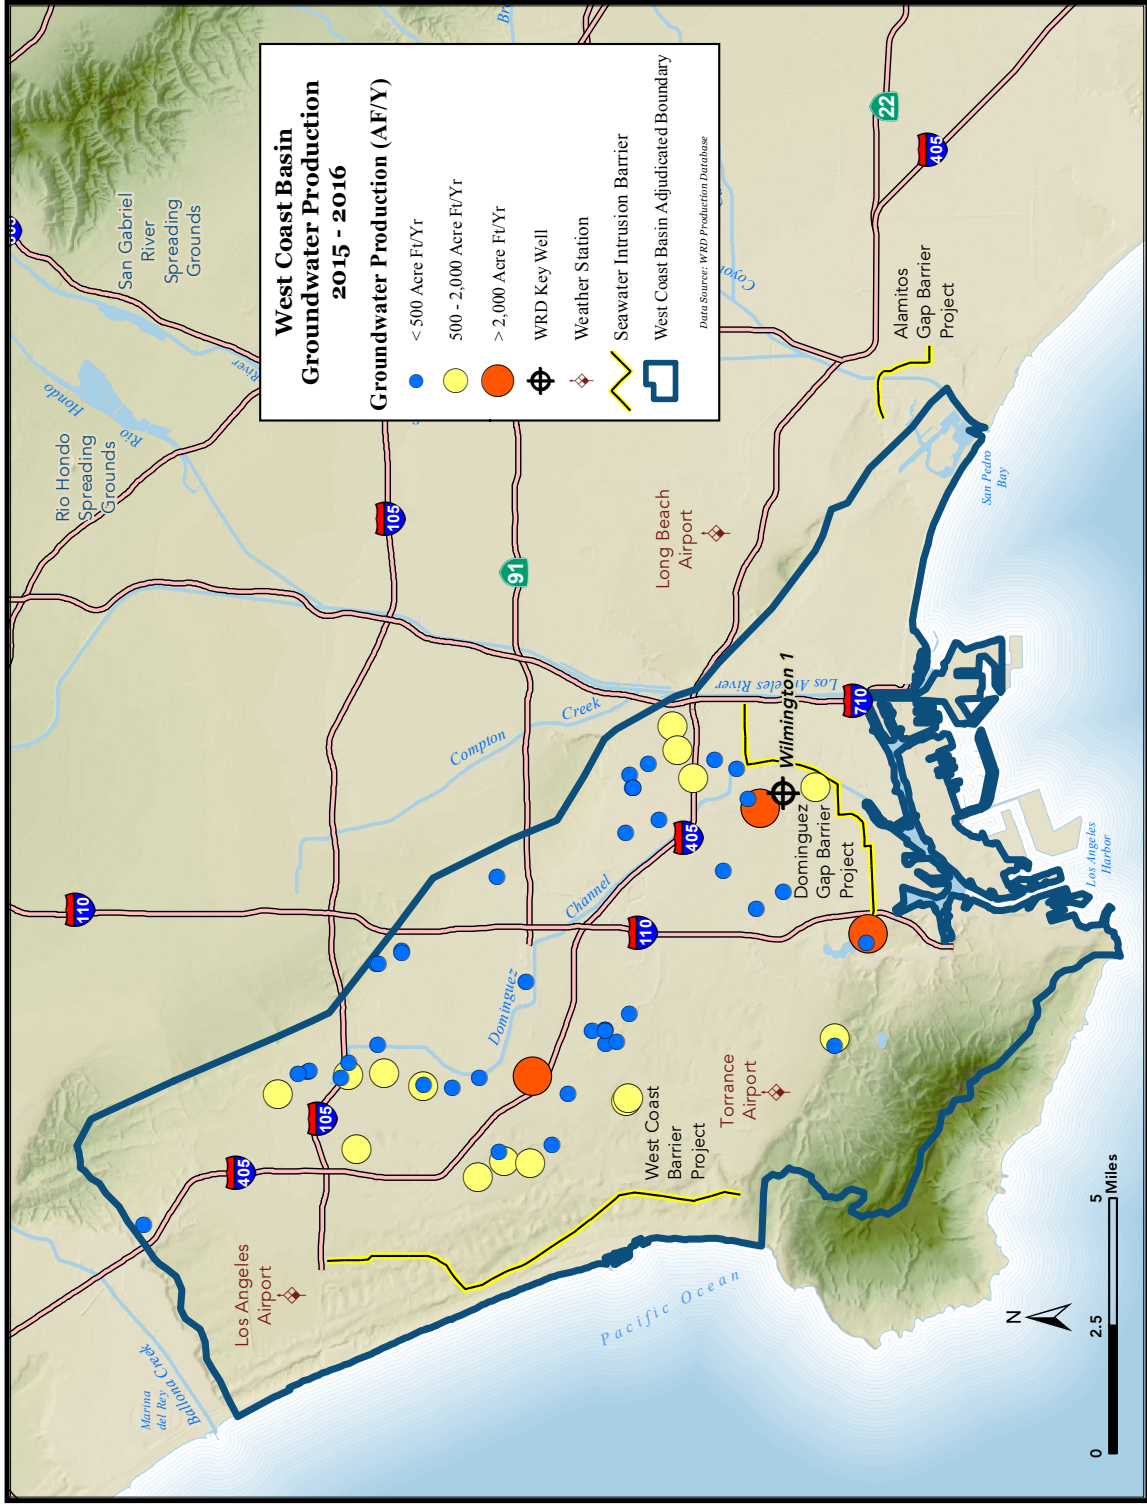 West Coast Basin
Groundwater Production
2015 - 2016
Groundwater Production (AF/Y)
< 500 Acre Ft/Yr
500 - 2,000 Acre Ft/Yr
> 2,000 Acre Ft/Yr
WRD Key Well
Weather Station
Seawater Intrusion Barrier
West Coast Basin Adjudicated Boundary
Data Source: WRD Production Database
Marina
del Rey
Ballona Creek
Los Angeles
Airport
405
105
110
Rio Hondo
Spreading
Grounds
Rio
Hondo
River
San Gabriel
River
Spreading
Grounds
105
91
Compton
Creek
Dominguez
Channel
110
405
Pacific Ocean
West Coast
Barrier
Project
Torrance
Airport
Long Beach
Airport
Los Angeles River
Wilmington 1
Dominguez
Gap Barrier
Project
710
22
405
Alamitos
Gap Barrier
Project
San Pedro
Bay
Los Angeles
Harbor
N
0
2.5
5
Miles